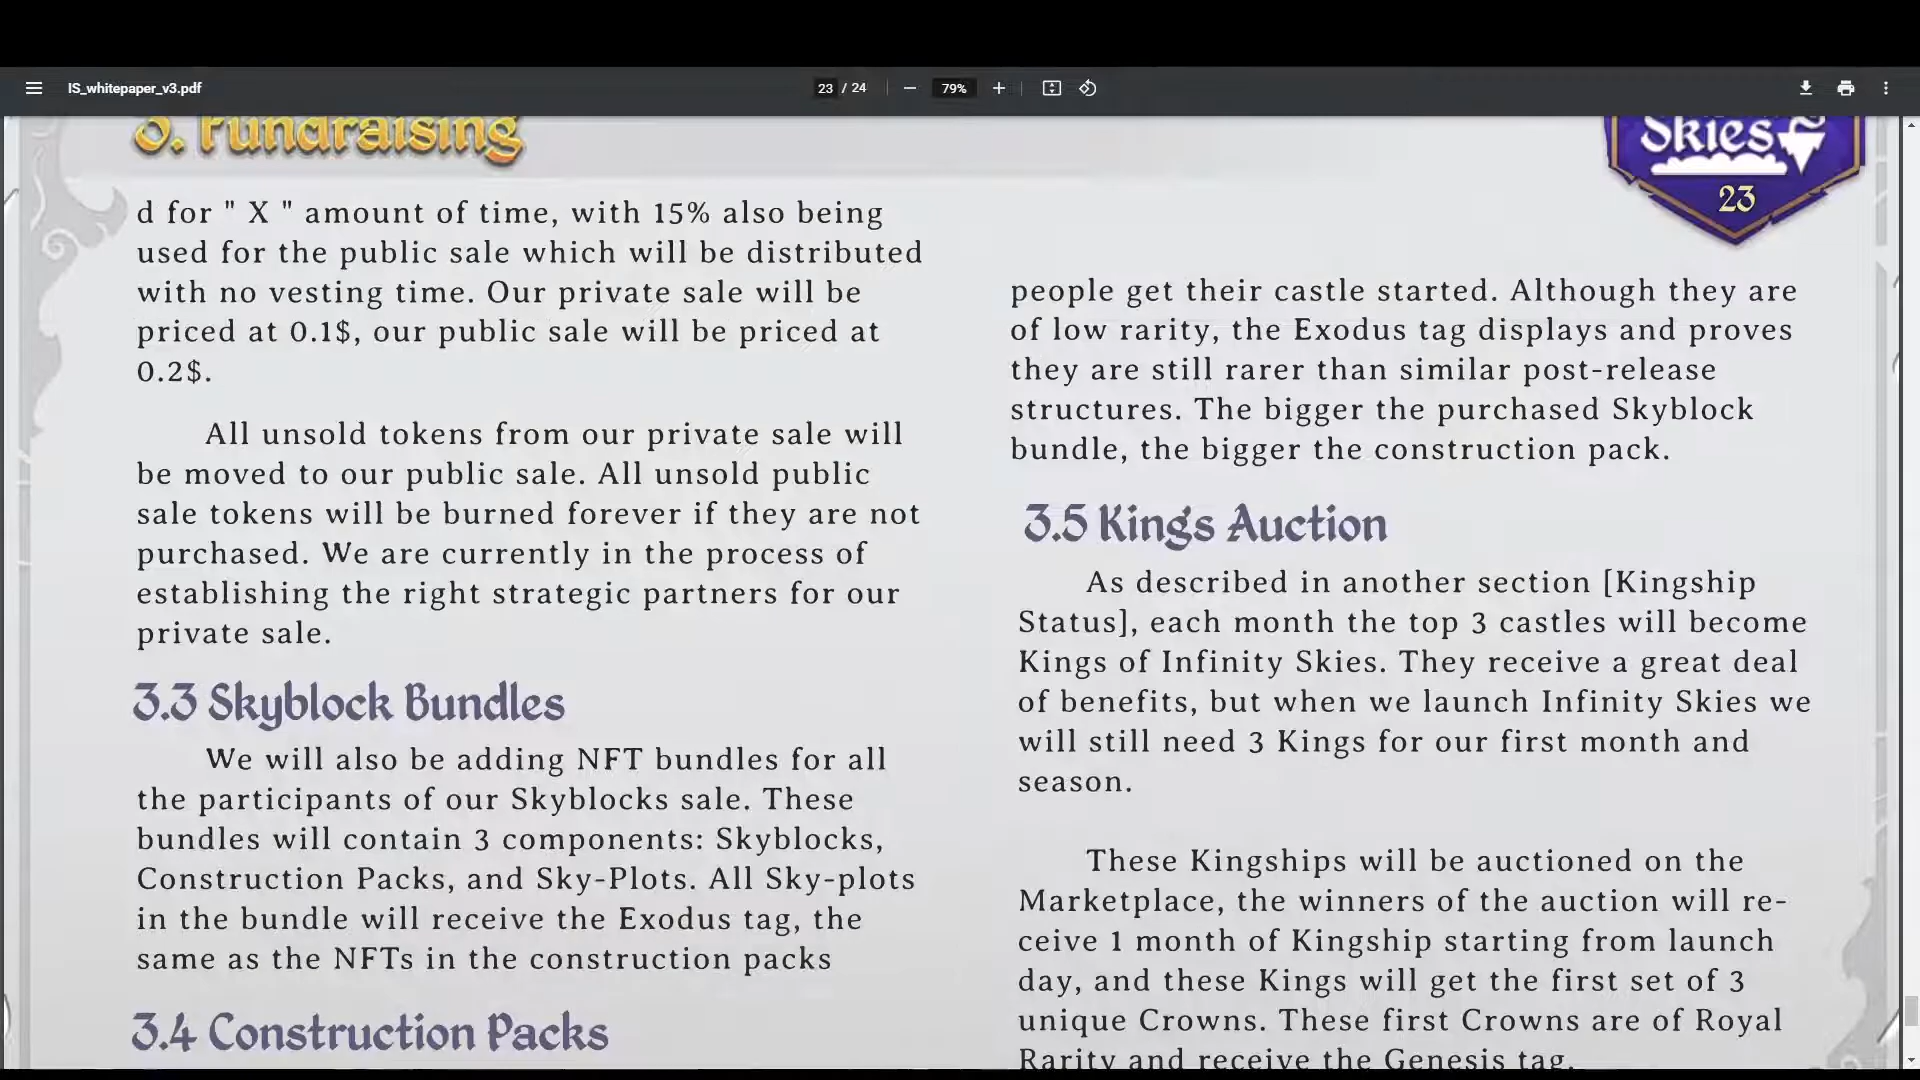 IS_whitepaper_v3.pdf
23 / 24
79%
3. Fundraising
Skies
23
d for " X " amount of time, with 15% also being
used for the public sale which will be distributed
with no vesting time. Our private sale will be
priced at 0.1$, our public sale will be priced at
0.2$.
All unsold tokens from our private sale will
be moved to our public sale. All unsold public
sale tokens will be burned forever if they are not
purchased. We are currently in the process of
establishing the right strategic partners for our
private sale.
3.3 Skyblock Bundles
We will also be adding NFT bundles for all
the participants of our Skyblocks sale. These
bundles will contain 3 components: Skyblocks,
Construction Packs, and Sky-Plots. All Sky-plots
in the bundle will receive the Exodus tag, the
same as the NFTs in the construction packs
3.4 Construction Packs
people get their castle started. Although they are
of low rarity, the Exodus tag displays and proves
they are still rarer than similar post-release
structures. The bigger the purchased Skyblock
bundle, the bigger the construction pack.
3.5 Kings Auction
As described in another section [Kingship
Status], each month the top 3 castles will become
Kings of Infinity Skies. They receive a great deal
of benefits, but when we launch Infinity Skies we
will still need 3 Kings for our first month and
season.
These Kingships will be auctioned on the
Marketplace, the winners of the auction will re-
ceive 1 month of Kingship starting from launch
day, and these Kings will get the first set of 3
unique Crowns. These first Crowns are of Royal
Rarity and receive the Genesis tag.